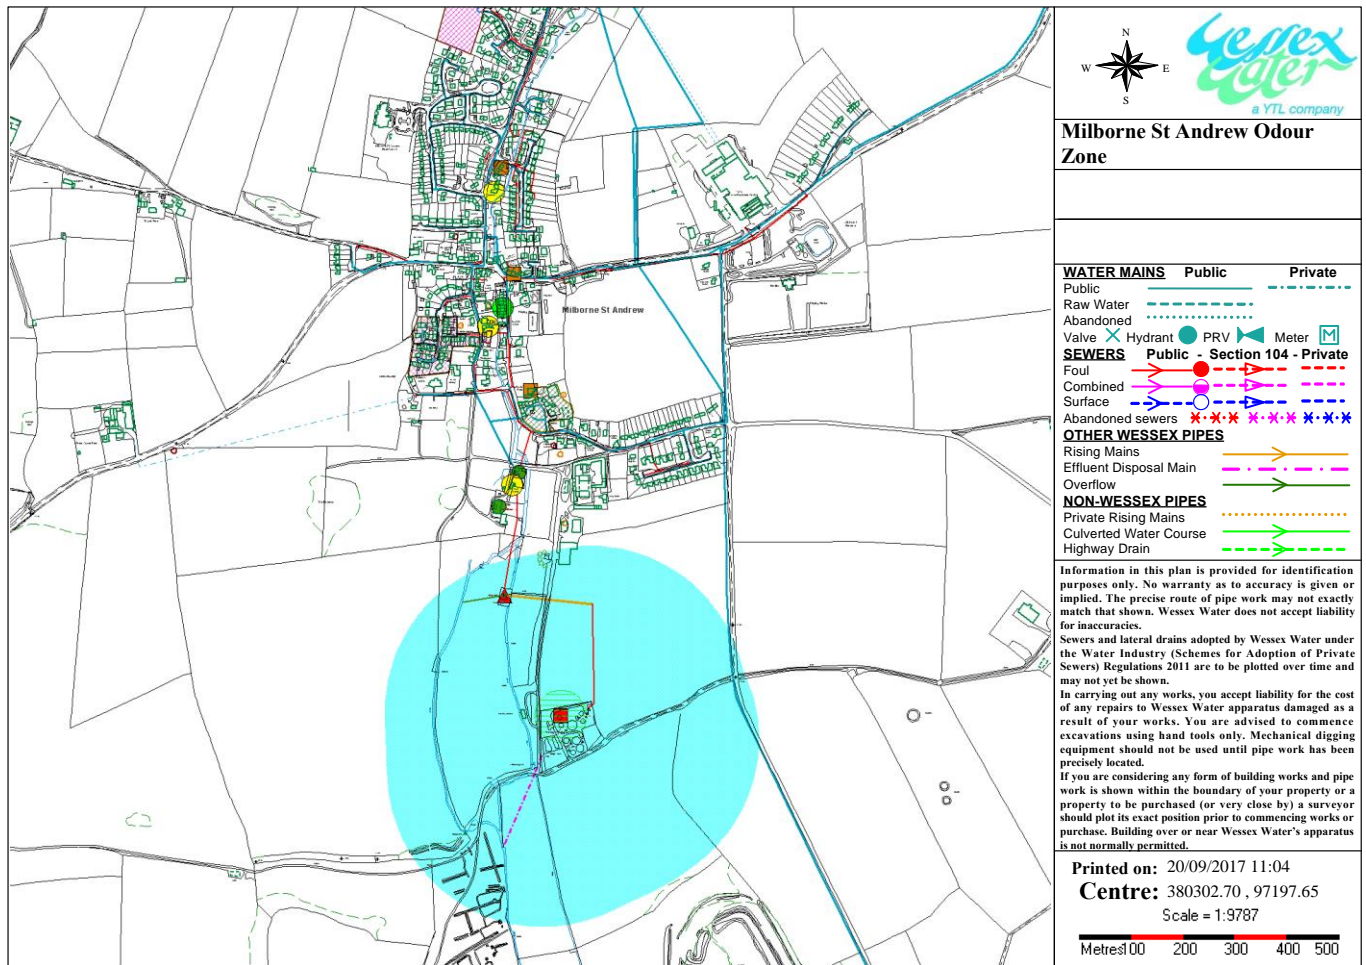 Milborne St Andrew
N
W E
S
Wessex
Water
a YTL company
Milborne St Andrew Odour
Zone
WATER MAINS Public Private
Public
Raw Water
Abandoned
Valve Hydrant PRV Meter M
SEWERS Public - Section 104 - Private
Foul
Combined
Surface
Abandoned sewers
OTHER WESSEX PIPES
Rising Mains
Effluent Disposal Main
Overflow
NON-WESSEX PIPES
Private Rising Mains
Culverted Water Course
Highway Drain
Information in this plan is provided for identification
purposes only. No warranty as to accuracy is given or
implied. The precise route of pipe work may not exactly
match that shown. Wessex Water does not accept liability
for inaccuracies.
Sewers and lateral drains adopted by Wessex Water under
the Water Industry (Schemes for Adoption of Private
Sewers) Regulations 2011 are to be plotted over time and
may not yet be shown.
In carrying out any works, you accept liability for the cost
of any repairs to Wessex Water apparatus damaged as a
result of your works. You are advised to commence
excavations using hand tools only. Mechanical digging
equipment should not be used until pipe work has been
precisely located.
If you are considering any form of building works and pipe
work is shown within the boundary of your property or a
property to be purchased (or very close by) a surveyor
should plot its exact position prior to commencing works or
purchase. Building over or near Wessex Water's apparatus
is not normally permitted.
Printed on: 20/09/2017 11:04
Centre: 380302.70 , 97197.65
Scale = 1:9787
Metres 100 200 300 400 500